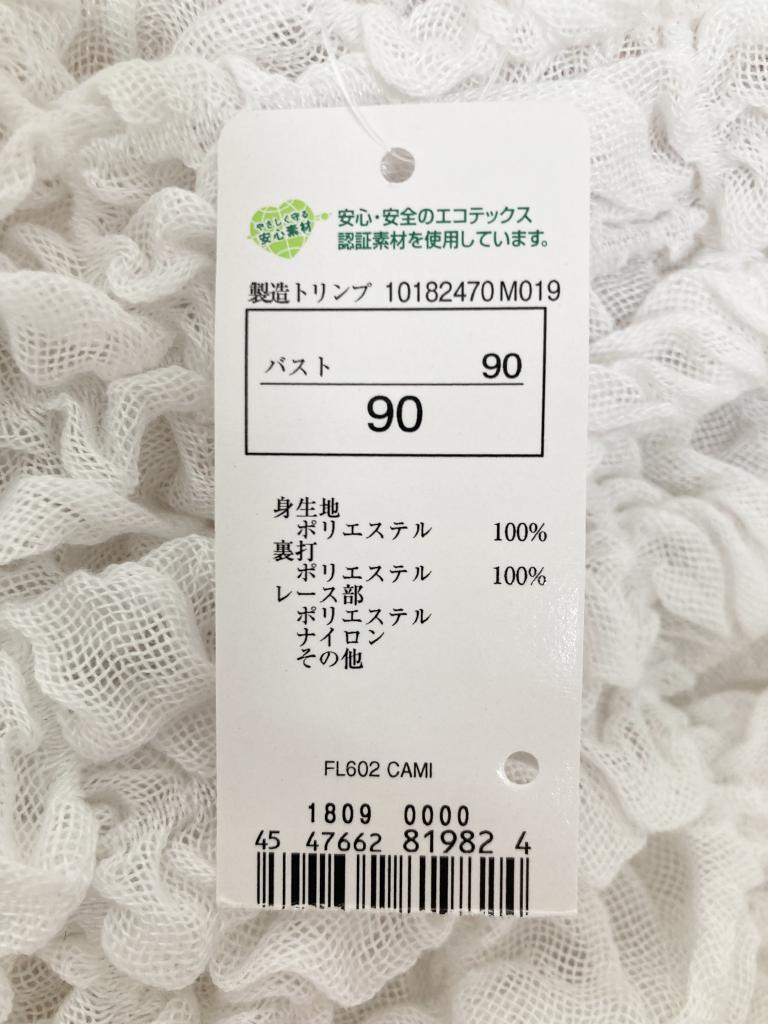 やさしく守る
安心素材
安心・安全のエコテックス
認証素材を使用しています。
製造トリンプ 10182470 M019
バスト 90
90
身生地
ポリエステル 100%
裏打
ポリエステル 100%
レース部
ポリエステル
ナイロン
その他
FL602 CAMI
1809 0000
45 47662 81982 4